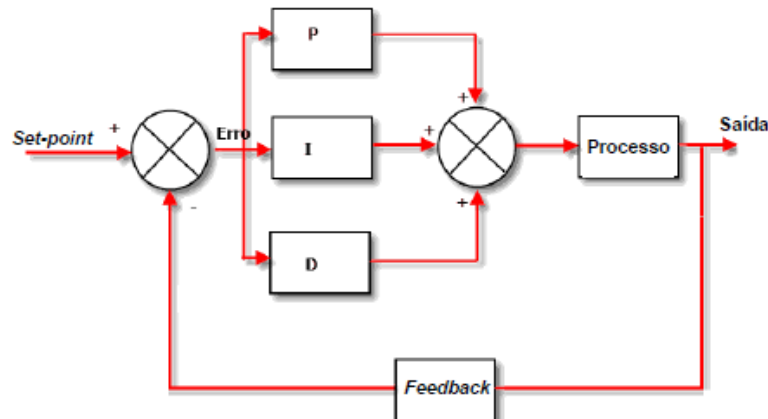 P
Set-point
+
Erro
I
+
+
Processo
Saída
-
+
D
Feedback